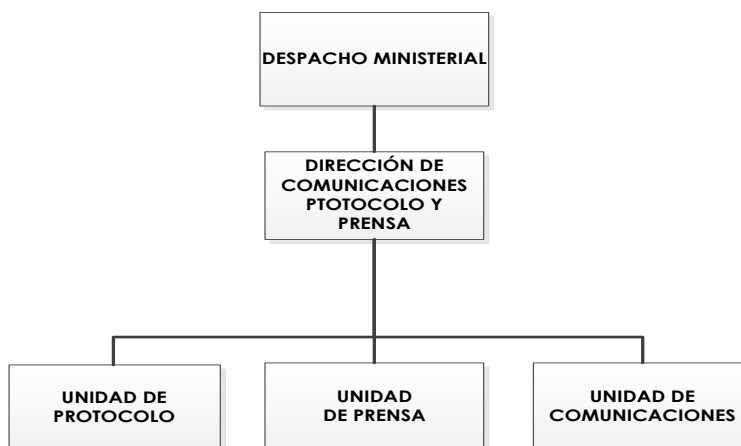 DESPACHO MINISTERIAL
DIRECCIÓN DE
COMUNICACIONES
PTOTOCOLO Y
PRENSA
UNIDAD DE
PROTOCOLO
UNIDAD
DE PRENSA
UNIDAD DE
COMUNICACIONES